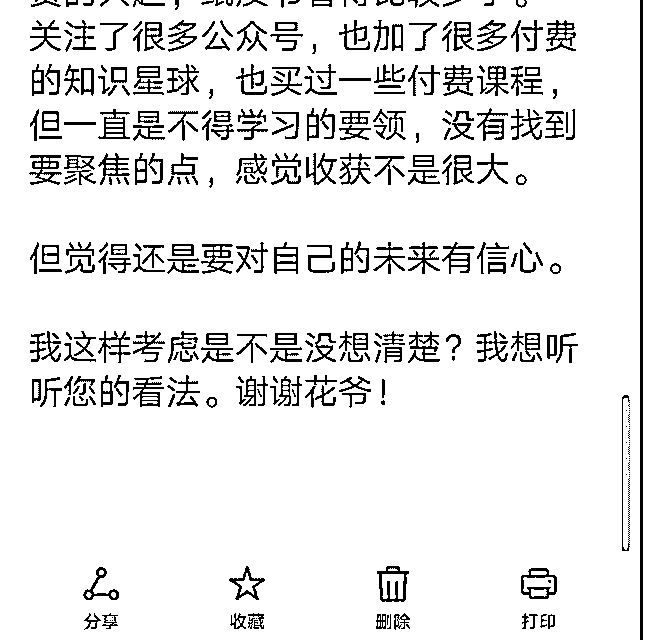 关注了很多公众号，也加了很多付费
的知识星球，也买过一些付费课程，
但一直是不得学习的要领，没有找到
要聚焦的点，感觉收获不是很大。
但觉得还是要对自己的未来有信心。
我这样考虑是不是没想清楚？我想听
听您的看法。谢谢花爷！
分享 收藏 删除 打印